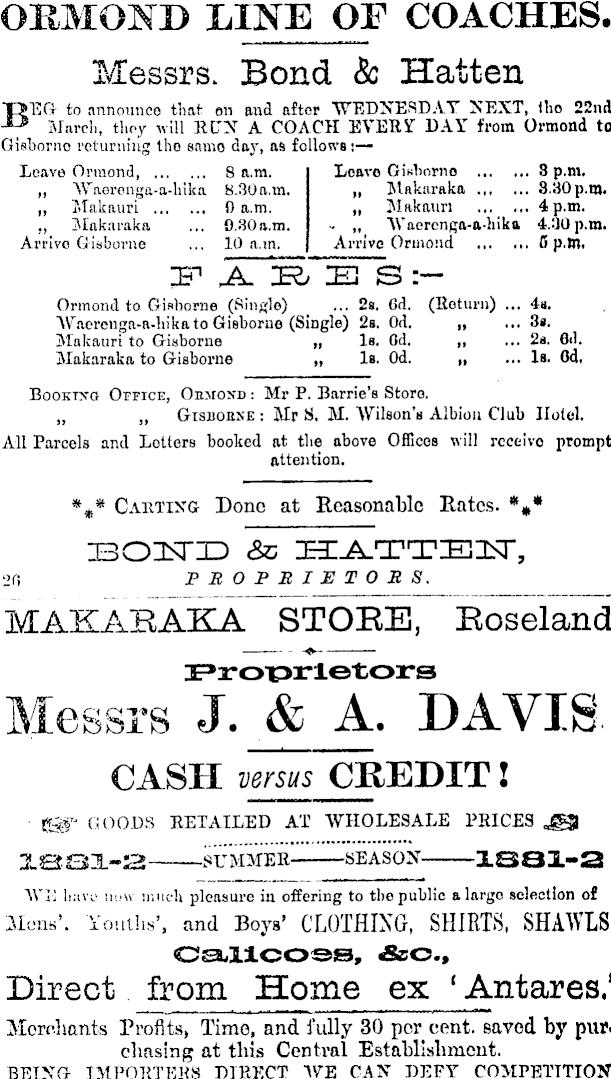 ORMOND LINE OF COACHES.
Messrs. Bond & Hatten
BEG to announce that on and after WEDNESDAY NEXT, the 22nd
March, they will RUN A COACH EVERY DAY from Ormond to
Gisborne returning the same day, as follows:—
Leave Ormond, ... ... 8 a.m.
„ Waerenga-a-hika 8.30 a.m.
„ Makauri ... ... 9 a.m.
„ Makaraka ... 9.30 a.m.
Arrive Gisborne ... 10 a.m.
Leave Gisborne ... ... 3 p.m.
„ Makaraka ... ... 3.30 p.m.
„ Makauri ... ... 4 p.m.
„ Waerenga-a-hika 4.30 p.m.
Arrive Ormond ... ... 5 p.m.
FARES:—
Ormond to Gisborne (Single) ... 2s. 6d. (Return) ... 4s.
Waerenga-a-hika to Gisborne (Single) 2s. 0d. „ ... 3s.
Makauri to Gisborne „ 1s. 6d. „ ... 2s. 6d.
Makaraka to Gisborne „ 1s. 0d. „ ... 1s. 6d.
BOOKING OFFICE, ORMOND: Mr P. Barrie's Store.
„ „ GISBORNE: Mr S. M. Wilson's Albion Club Hotel.
All Parcels and Letters booked at the above Offices will receive prompt
attention.
*** CARTING Done at Reasonable Rates. ***
BOND & HATTEN,
26 PROPRIETORS.
MAKARAKA STORE, Roseland
Proprietors
Messrs J. & A. DAVIS.
CASH versus CREDIT!
GOODS RETAILED AT WHOLESALE PRICES
1881-2——SUMMER——SEASON——1881-2
WE have now much pleasure in offering to the public a large selection of
Mens'. Youths', and Boys' CLOTHING, SHIRTS, SHAWLS
Calicoes, &c.,
Direct from Home ex 'Antares.'
Merchants Profits, Time, and fully 30 per cent. saved by pur-
chasing at this Central Establishment.
BEING IMPORTERS DIRECT WE CAN DEFY COMPETITION